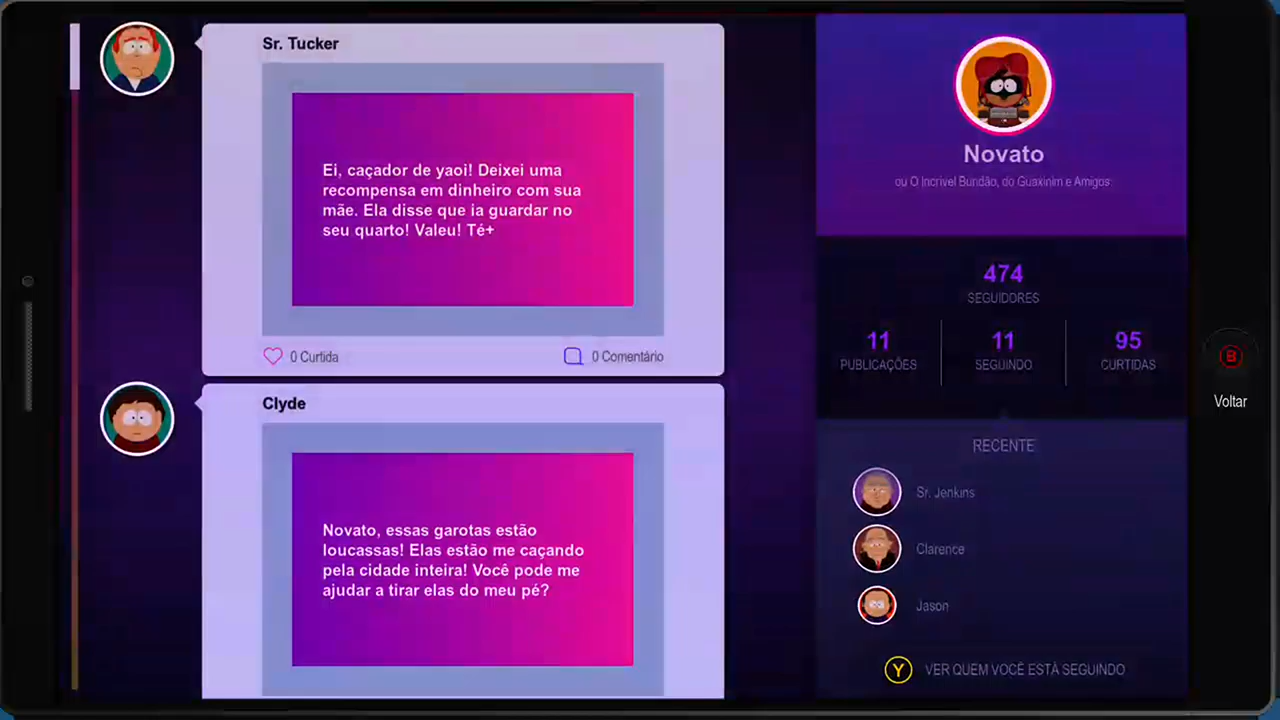 Sr. Tucker
Ei, caçador de yaoi! Deixei uma
recompensa em dinheiro com sua
mãe. Ela disse que ia guardar no
seu quarto! Valeu! Té+
0 Curtida
0 Comentário
Clyde
Novato, essas garotas estão
loucassas! Elas estão me caçando
pela cidade inteira! Você pode me
ajudar a tirar elas do meu pé?
Novato
ou O Incrível Bundão, do Guaxinim e Amigos
474
SEGUIDORES
11
PUBLICAÇÕES
11
SEGUINDO
95
CURTIDAS
RECENTE
Sr. Jenkins
Clarence
Jason
Y VER QUEM VOCÊ ESTÁ SEGUINDO
B
Voltar